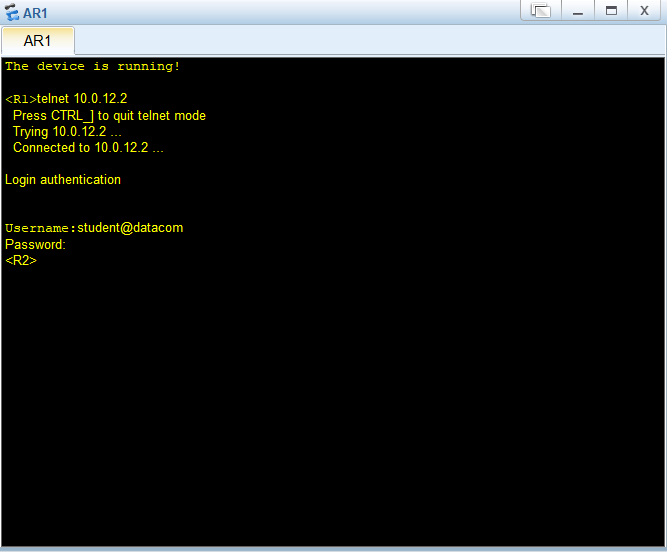 AR1
X
AR1
The device is running!
<R1>telnet 10.0.12.2
Press CTRL_] to quit telnet mode
Trying 10.0.12.2 ...
Connected to 10.0.12.2 ...
Login authentication
Username:student@datacom
Password:
<R2>